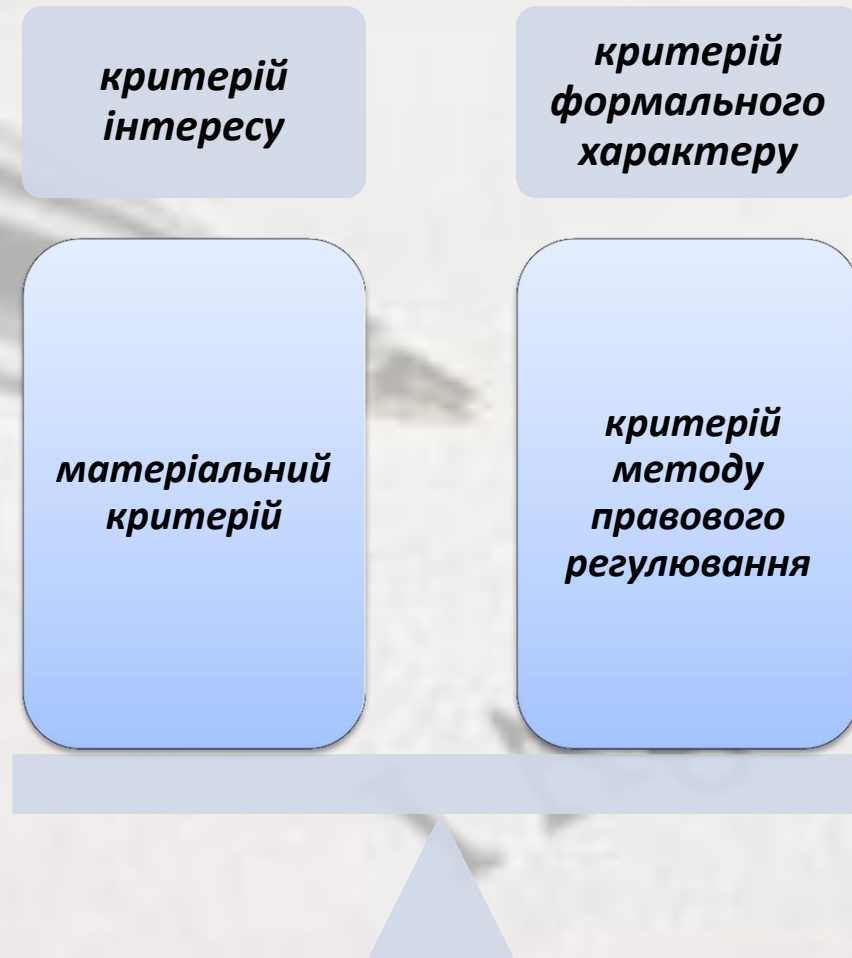 критерій
інтересу
критерій
формального
характеру
матеріальний
критерій
критерій
методу
правового
регулювання